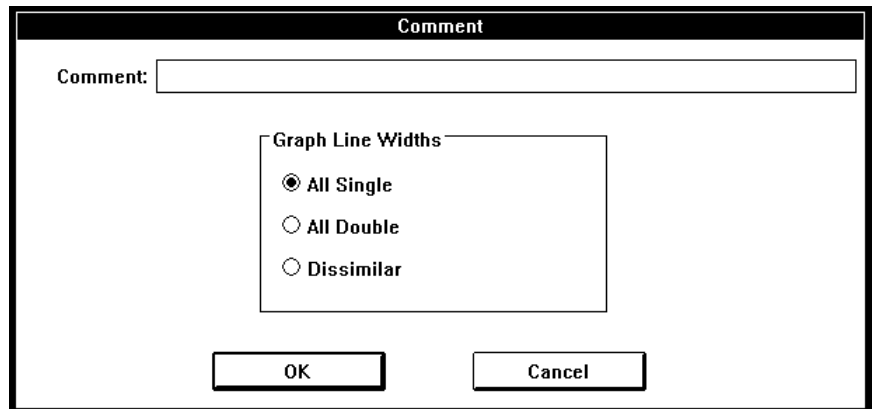 Comment
Comment:
Graph Line Widths
All Single
All Double
Dissimilar
OK Cancel